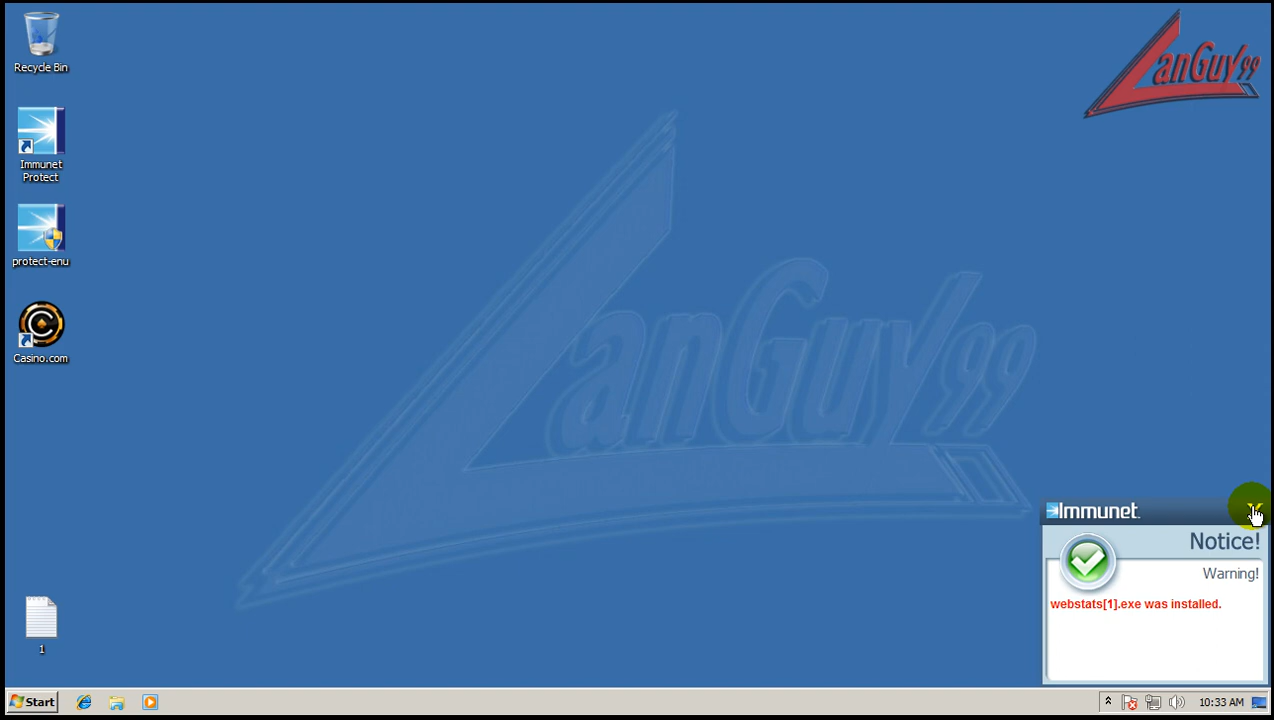 Recycle Bin
Immunet
Protect
protect-enu
Casino.com
1
LanGuy99
LanGuy99
Immunet
Notice!
Warning!
webstats[1].exe was installed.
Start
10:33 AM